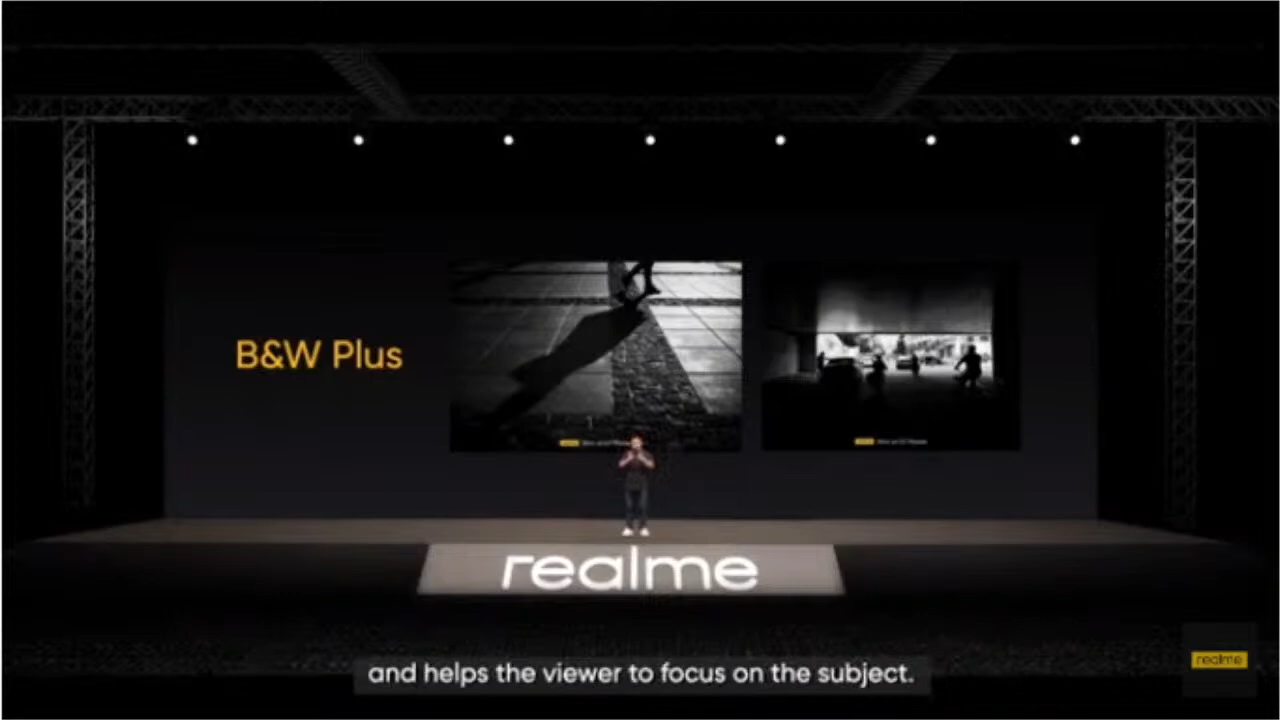 B&W Plus
realme
and helps the viewer to focus on the subject.
realme